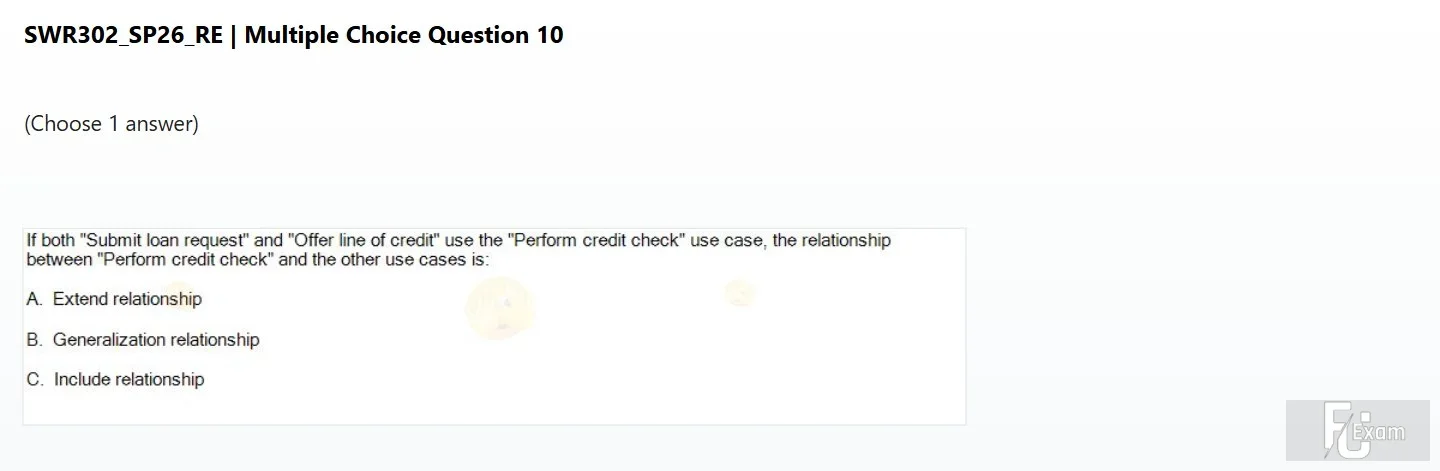 SWR302_SP26_RE | Multiple Choice Question 10
(Choose 1 answer)
If both "Submit loan request" and "Offer line of credit" use the "Perform credit check" use case, the relationship
between "Perform credit check" and the other use cases is:
A. Extend relationship
B. Generalization relationship
C. Include relationship
FU Exam